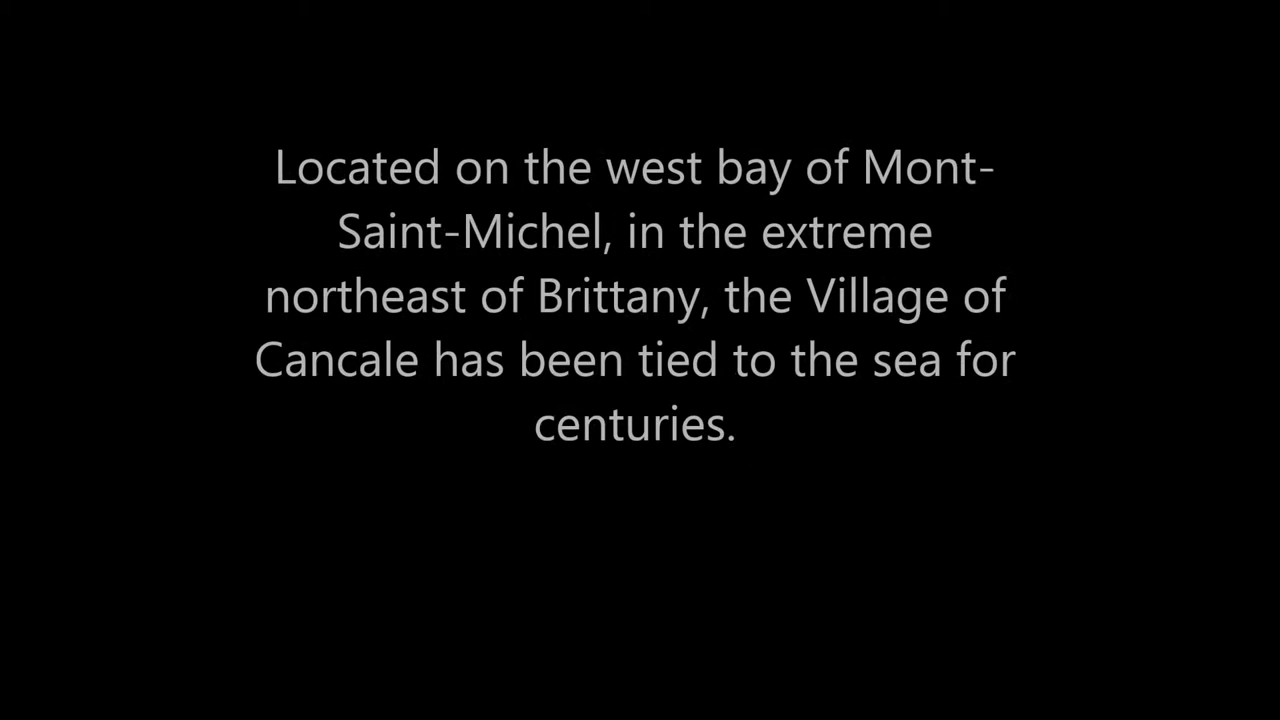 Located on the west bay of Mont-
Saint-Michel, in the extreme
northeast of Brittany, the Village of
Cancale has been tied to the sea for
centuries.